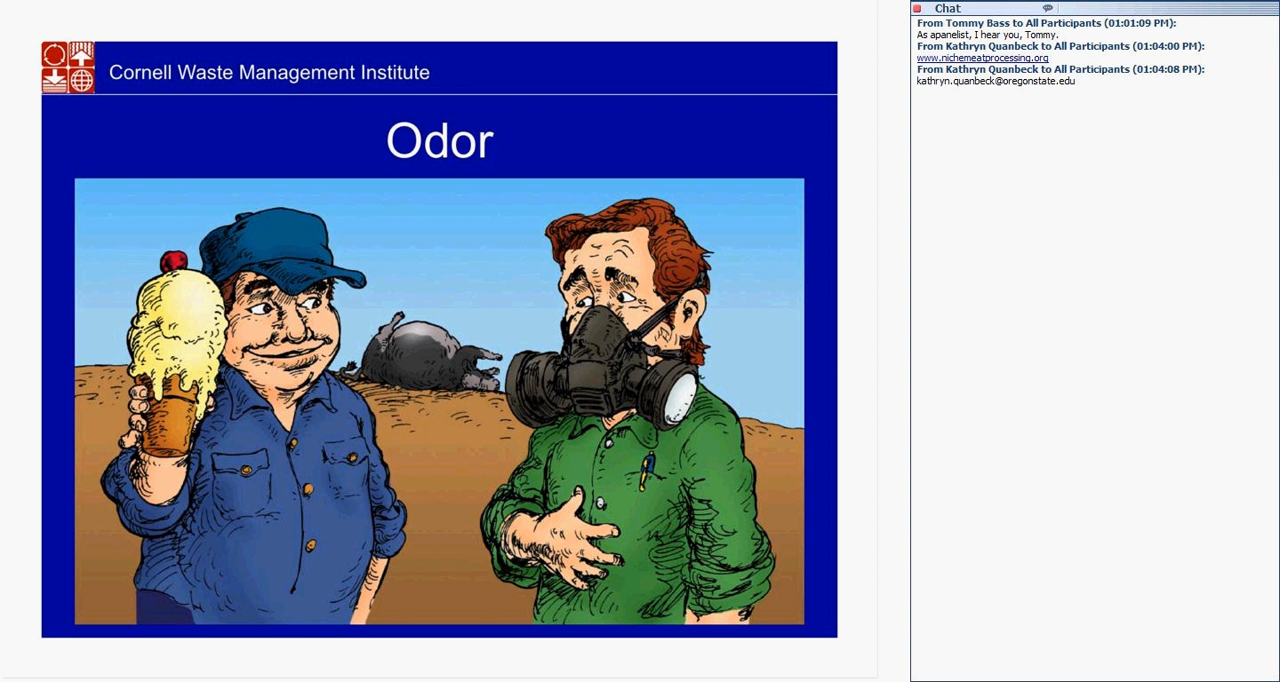 Cornell Waste Management Institute
Odor
Chat
From Tommy Bass to All Participants (01:01:09 PM):
As apanelist, I hear you, Tommy.
From Kathryn Quanbeck to All Participants (01:04:00 PM):
www.nichemeatprocessing.org
From Kathryn Quanbeck to All Participants (01:04:08 PM):
kathryn.quanbeck@oregonstate.edu